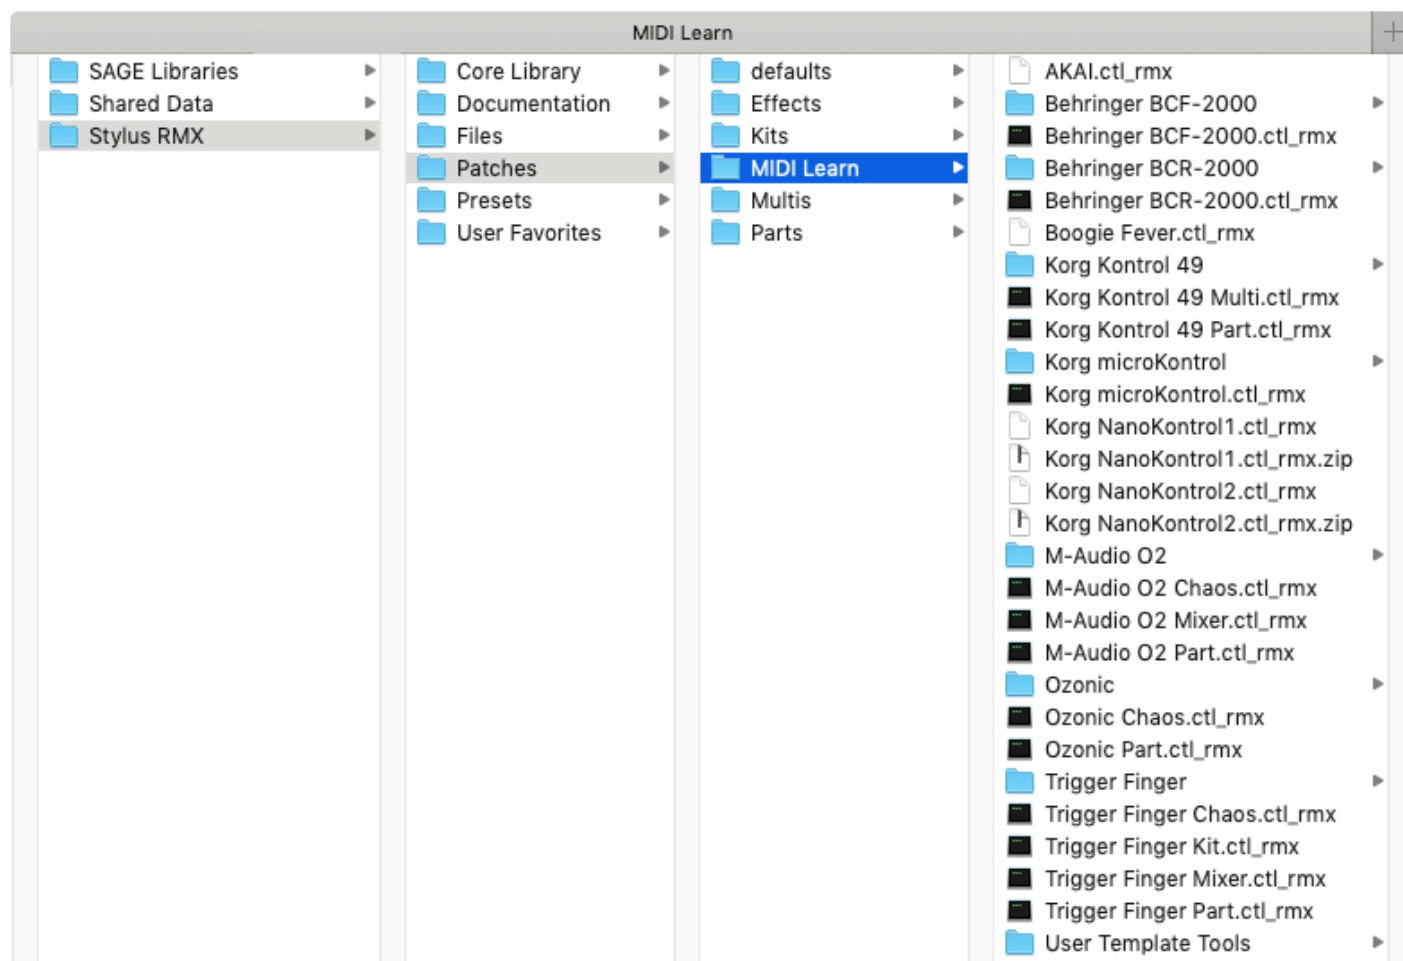 MIDI Learn
SAGE Libraries
Shared Data
Stylus RMX
Core Library
Documentation
Files
Patches
Presets
User Favorites
defaults
Effects
Kits
MIDI Learn
Multis
Parts
AKAI.ctl_rmx
Behringer BCF-2000
Behringer BCF-2000.ctl_rmx
Behringer BCR-2000
Behringer BCR-2000.ctl_rmx
Boogie Fever.ctl_rmx
Korg Kontrol 49
Korg Kontrol 49 Multi.ctl_rmx
Korg Kontrol 49 Part.ctl_rmx
Korg microKontrol
Korg microKontrol.ctl_rmx
Korg NanoKontrol1.ctl_rmx
Korg NanoKontrol1.ctl_rmx.zip
Korg NanoKontrol2.ctl_rmx
Korg NanoKontrol2.ctl_rmx.zip
M-Audio O2
M-Audio O2 Chaos.ctl_rmx
M-Audio O2 Mixer.ctl_rmx
M-Audio O2 Part.ctl_rmx
Ozonic
Ozonic Chaos.ctl_rmx
Ozonic Part.ctl_rmx
Trigger Finger
Trigger Finger Chaos.ctl_rmx
Trigger Finger Kit.ctl_rmx
Trigger Finger Mixer.ctl_rmx
Trigger Finger Part.ctl_rmx
User Template Tools